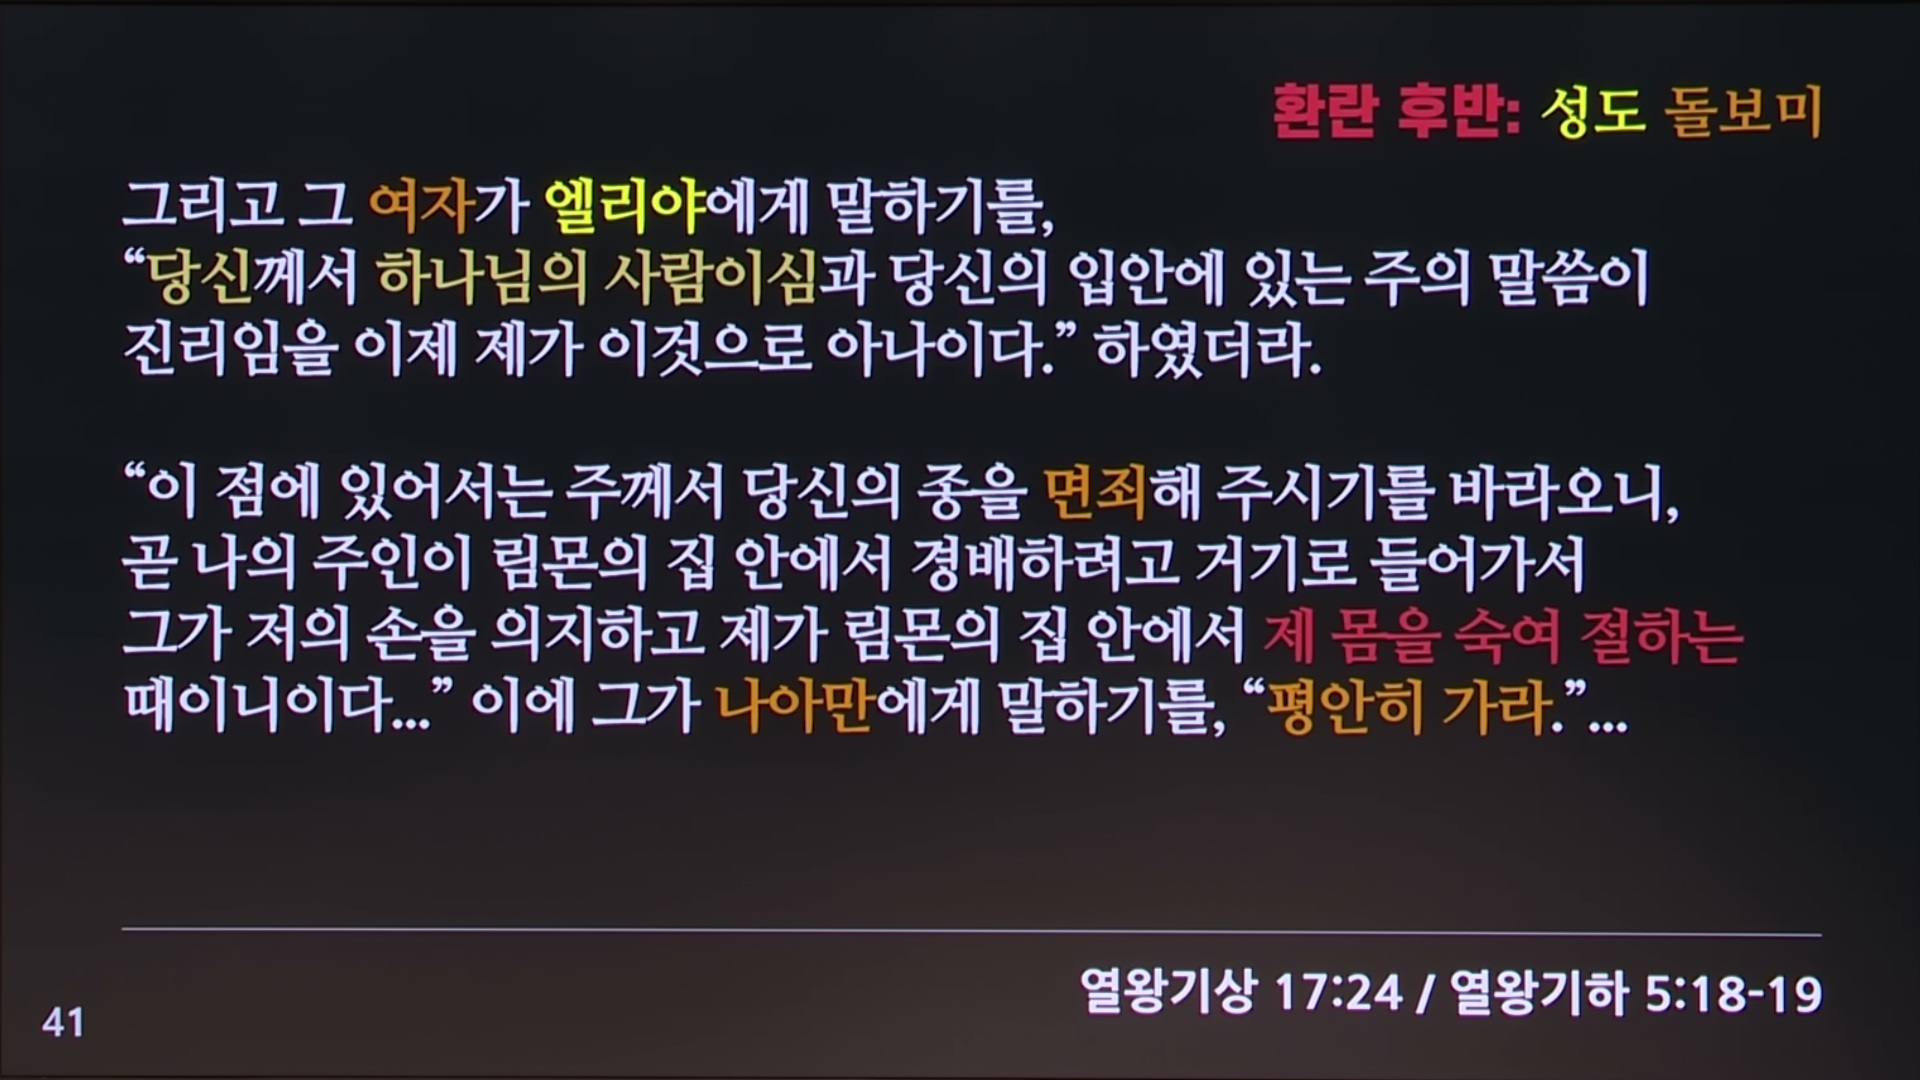 환란 후반: 성도 돌보미
그리고 그 여자가 엘리야에게 말하기를,
“당신께서 하나님의 사람이심과 당신의 입안에 있는 주의 말씀이
진리임을 이제 제가 이것으로 아나이다.” 하였더라.
“이 점에 있어서는 주께서 당신의 종을 면죄해 주시기를 바라오니,
곧 나의 주인이 림몬의 집 안에서 경배하려고 거기로 들어가서
그가 저의 손을 의지하고 제가 림몬의 집 안에서 제 몸을 숙여 절하는
때이니이다...” 이에 그가 나아만에게 말하기를, “평안히 가라.”...
열왕기상 17:24 / 열왕기하 5:18-19
41